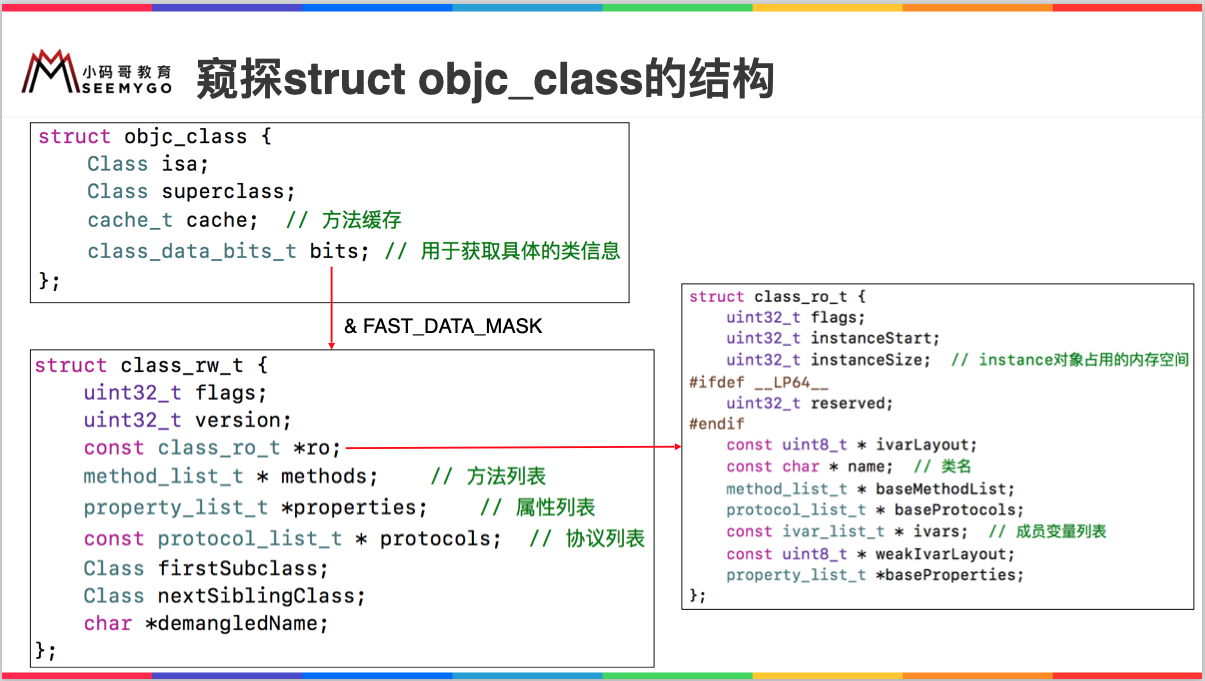 小码哥教育
SEEMYGO
窥探struct objc_class的结构
struct objc_class {
    Class isa;
    Class superclass;
    cache_t cache;  // 方法缓存
    class_data_bits_t bits; // 用于获取具体的类信息
};
& FAST_DATA_MASK
struct class_rw_t {
    uint32_t flags;
    uint32_t version;
    const class_ro_t *ro;
    method_list_t * methods;    // 方法列表
    property_list_t *properties;    // 属性列表
    const protocol_list_t * protocols;  // 协议列表
    Class firstSubclass;
    Class nextSiblingClass;
    char *demangledName;
};
struct class_ro_t {
    uint32_t flags;
    uint32_t instanceStart;
    uint32_t instanceSize;  // instance对象占用的内存空间
#ifdef __LP64__
    uint32_t reserved;
#endif
    const uint8_t * ivarLayout;
    const char * name;  // 类名
    method_list_t * baseMethodList;
    protocol_list_t * baseProtocols;
    const ivar_list_t * ivars;  // 成员变量列表
    const uint8_t * weakIvarLayout;
    property_list_t *baseProperties;
};